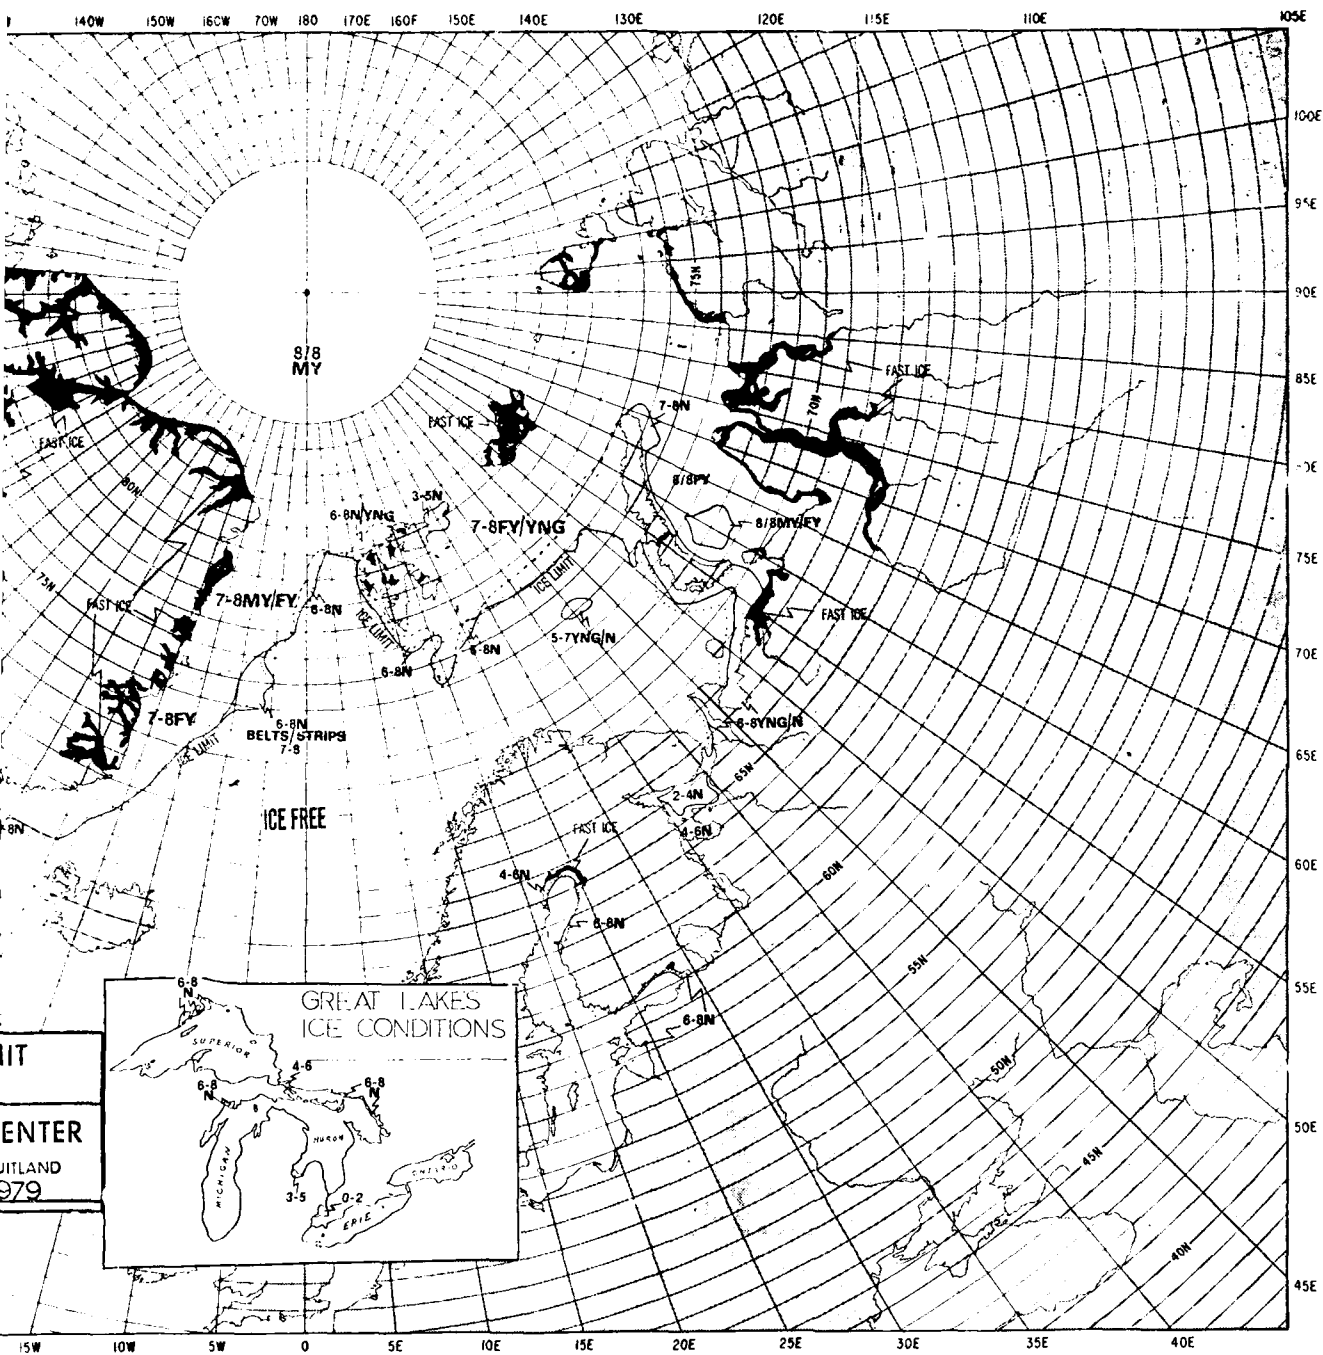 140W 150W 160W 70W 180 170E 160E 150E 140E 130E 120E 115E 110E 105E
100E
95E
90E
85E
75E
70E
65E
60E
55E
50E
45E
8/8
MY
75N
FAST ICE
70N
7-8N
FAST ICE
FAST ICE
80N
8/8FY
3-5N
6-8N/YNG
7-8FY/YNG
8/8MY/FY
ICE LIMIT
75N
FAST ICE
7-8MY/FY
6-8N
ICE LIMIT
5-7YNG/N
FAST ICE
6-8N
6-8N
7-8FY
6-8N
BELTS/STRIPS
7-8
ICE LIMIT
6-8YNG/N
65N
2-4N
ICE FREE
-8N
FAST ICE
4-6N
4-6N
60N
6-8N
55N
6-8N
50N
45N
40N
GREAT LAKES
ICE CONDITIONS
6-8
N
SUPERIOR
4-6
6-8
N
6-8
N
MICHIGAN
HURON
3-5
0-2
ERIE
ONTARIO
MIT
ENTER
UITLAND
979
15W 10W 5W 0 5E 10E 15E 20E 25E 30E 35E 40E